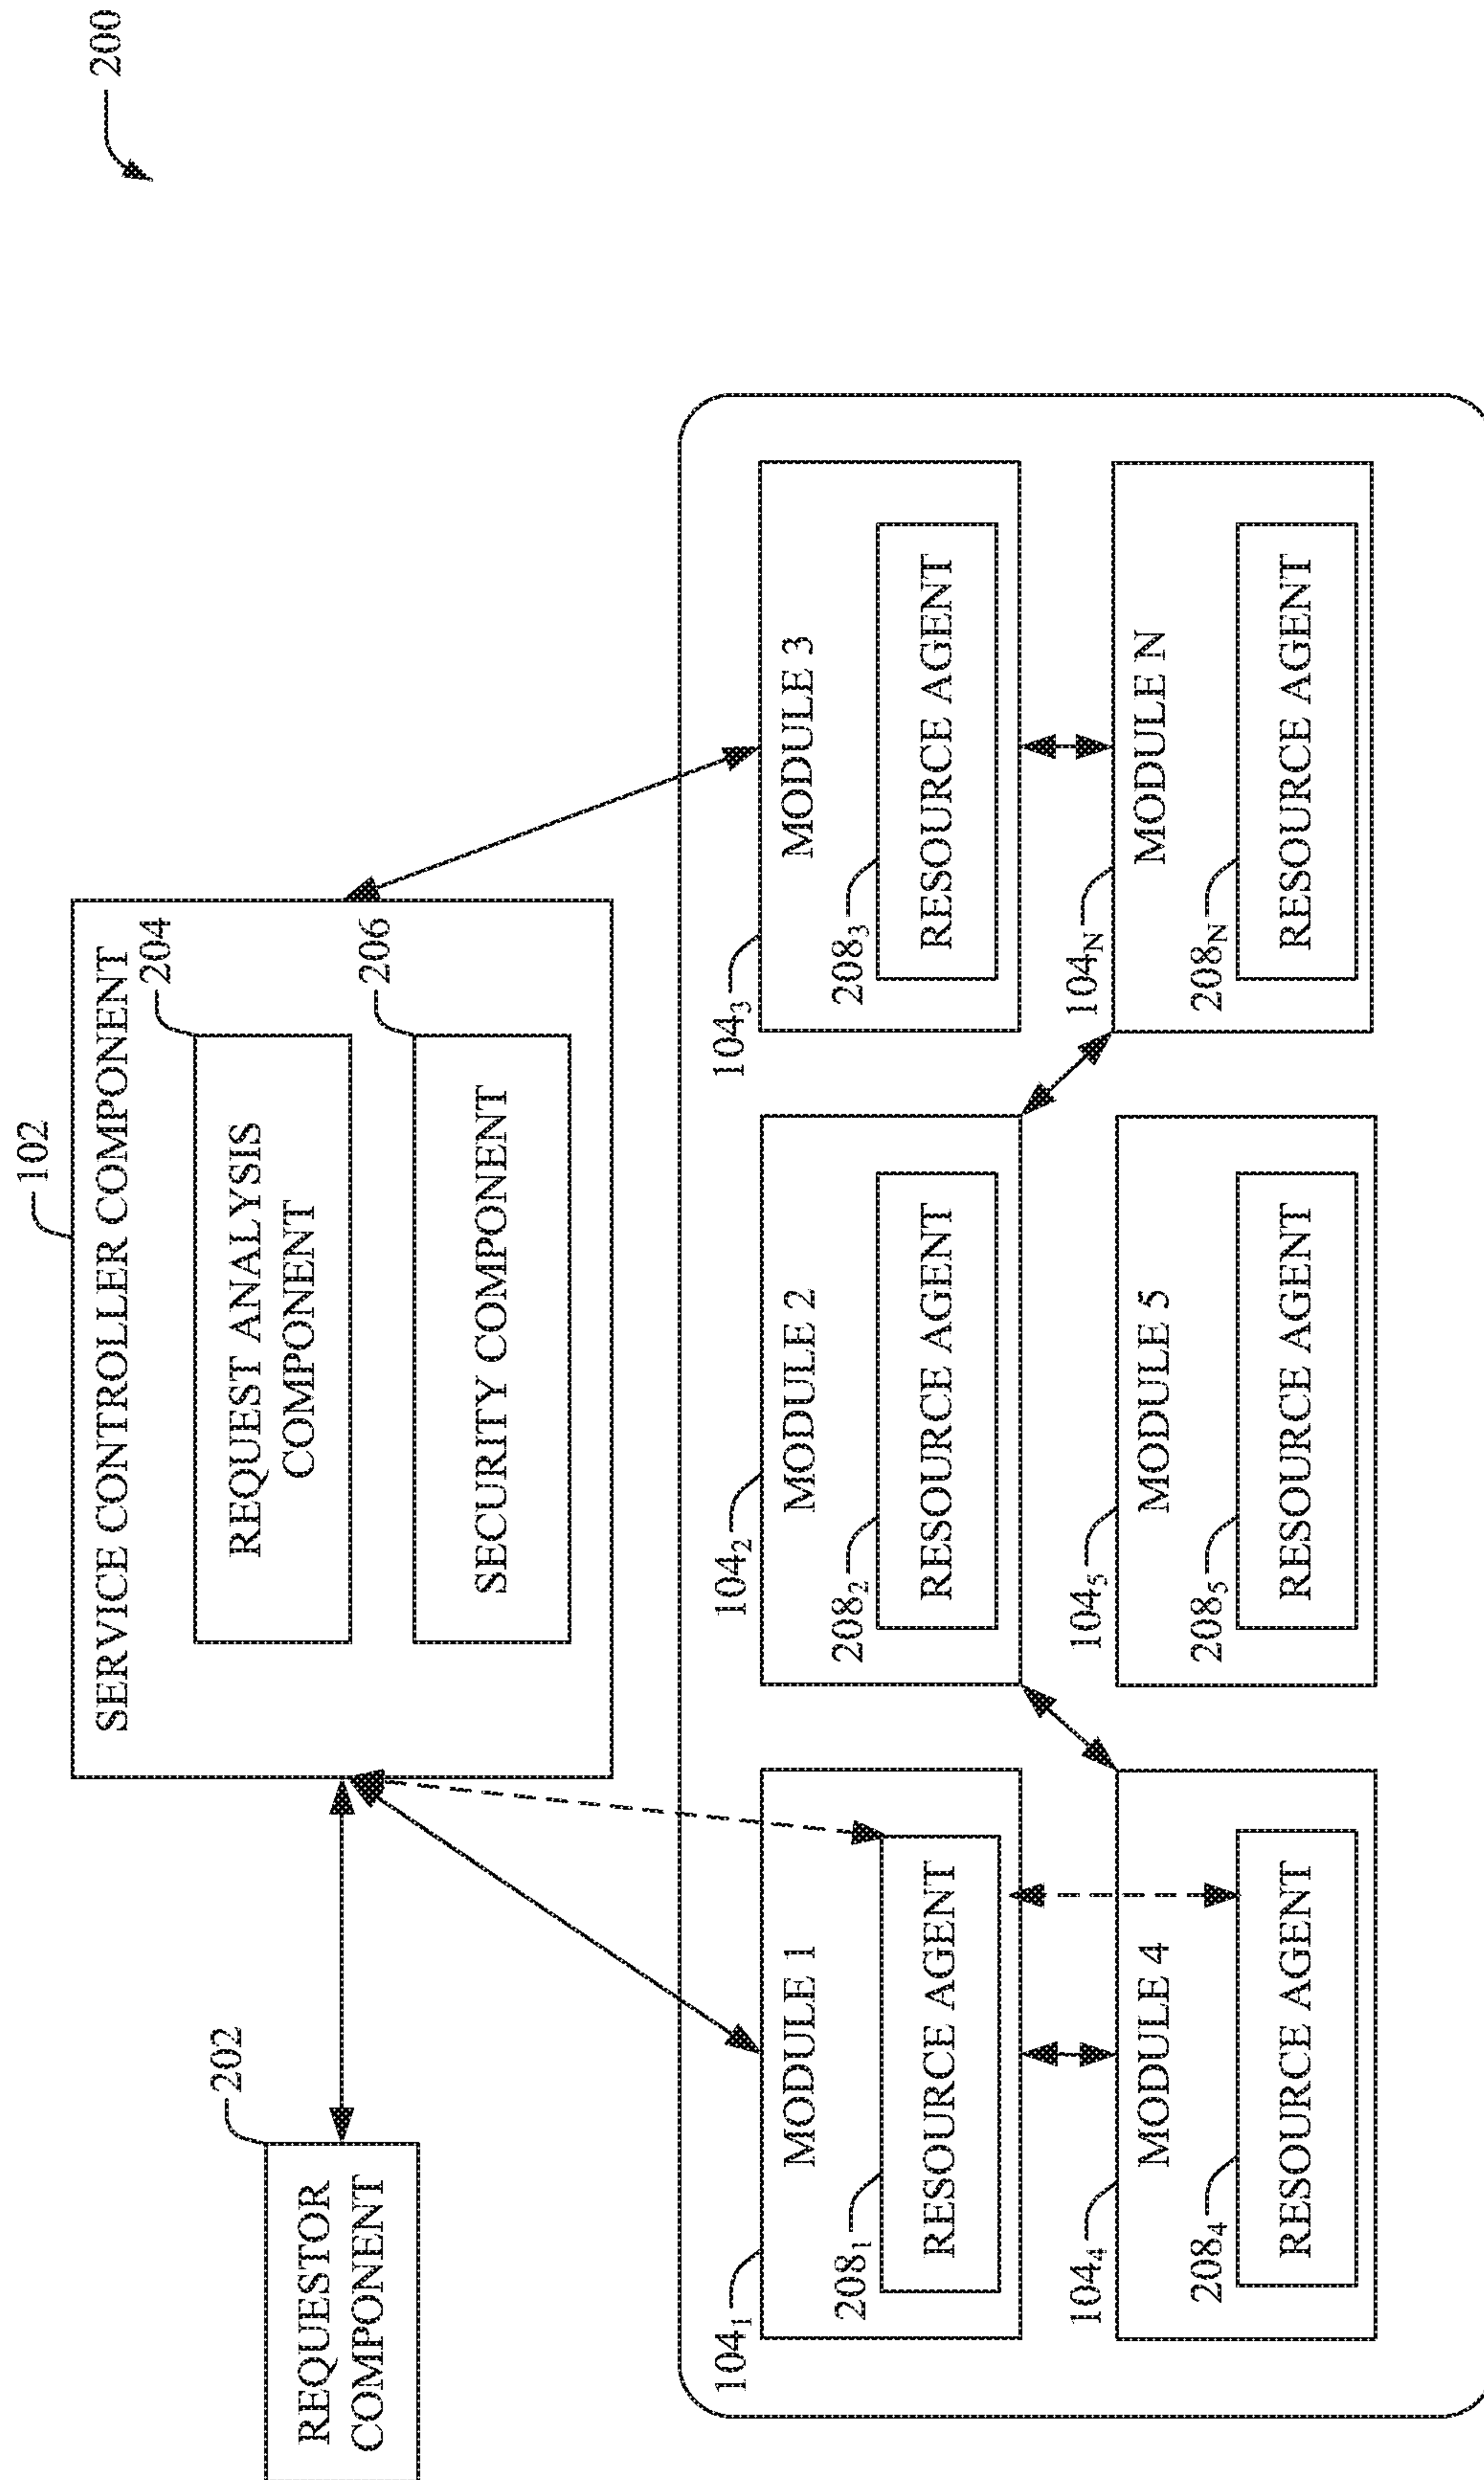 200
102
SERVICE CONTROLLER COMPONENT
204
REQUEST ANALYSIS
COMPONENT
206
SECURITY COMPONENT
202
REQUESTOR
COMPONENT
104₁
MODULE 1
208₁
RESOURCE AGENT
104₂
MODULE 2
208₂
RESOURCE AGENT
104₃
MODULE 3
208₃
RESOURCE AGENT
104₄
MODULE 4
208₄
RESOURCE AGENT
104₅
MODULE 5
208₅
RESOURCE AGENT
104N
MODULE N
208N
RESOURCE AGENT